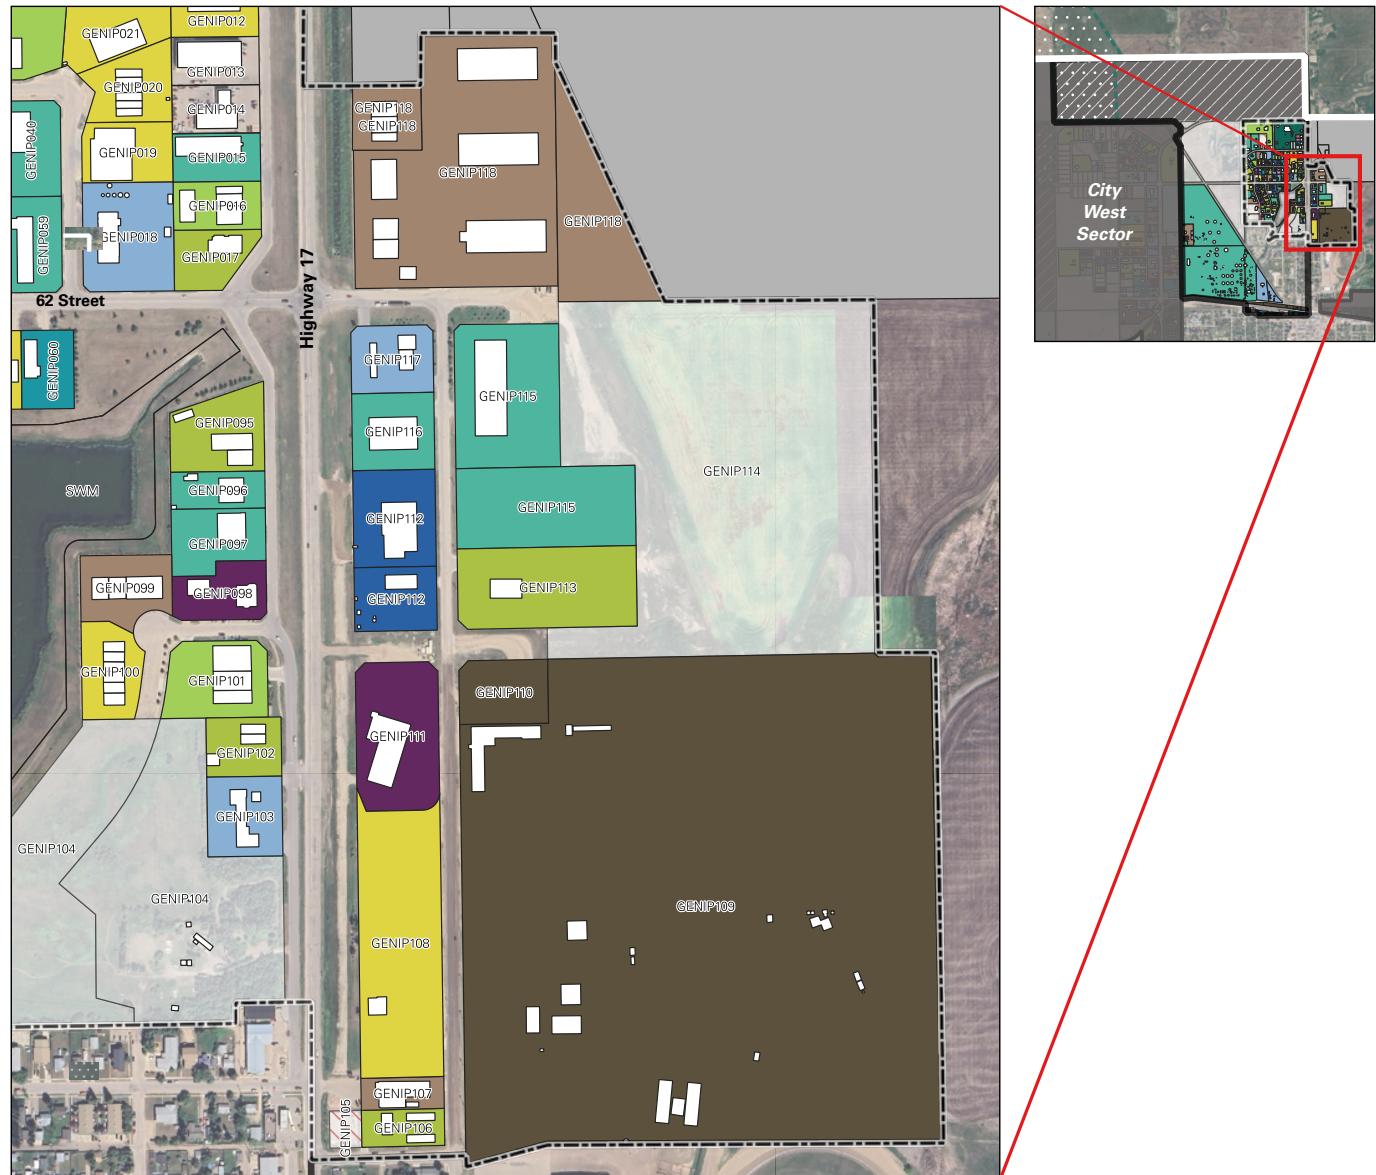 GENIP021
GENIP012
GENIP013
GENIP020
GENIP014
GENIP040
GENIP019
GENIP015
GENIP016
GENIP059
GENIP018
GENIP017
62 Street
Highway 17
GENIP118
GENIP118
GENIP118
GENIP118
GENIP060
GENIP117
GENIP115
GENIP095
GENIP116
GENIP114
SWM
GENIP096
GENIP115
GENIP112
GENIP097
GENIP099
GENIP098
GENIP112
GENIP113
GENIP100
GENIP101
GENIP110
GENIP111
GENIP102
GENIP103
GENIP104
GENIP104
GENIP109
GENIP108
GENIP107
GENIP105
GENIP106
City
West
Sector